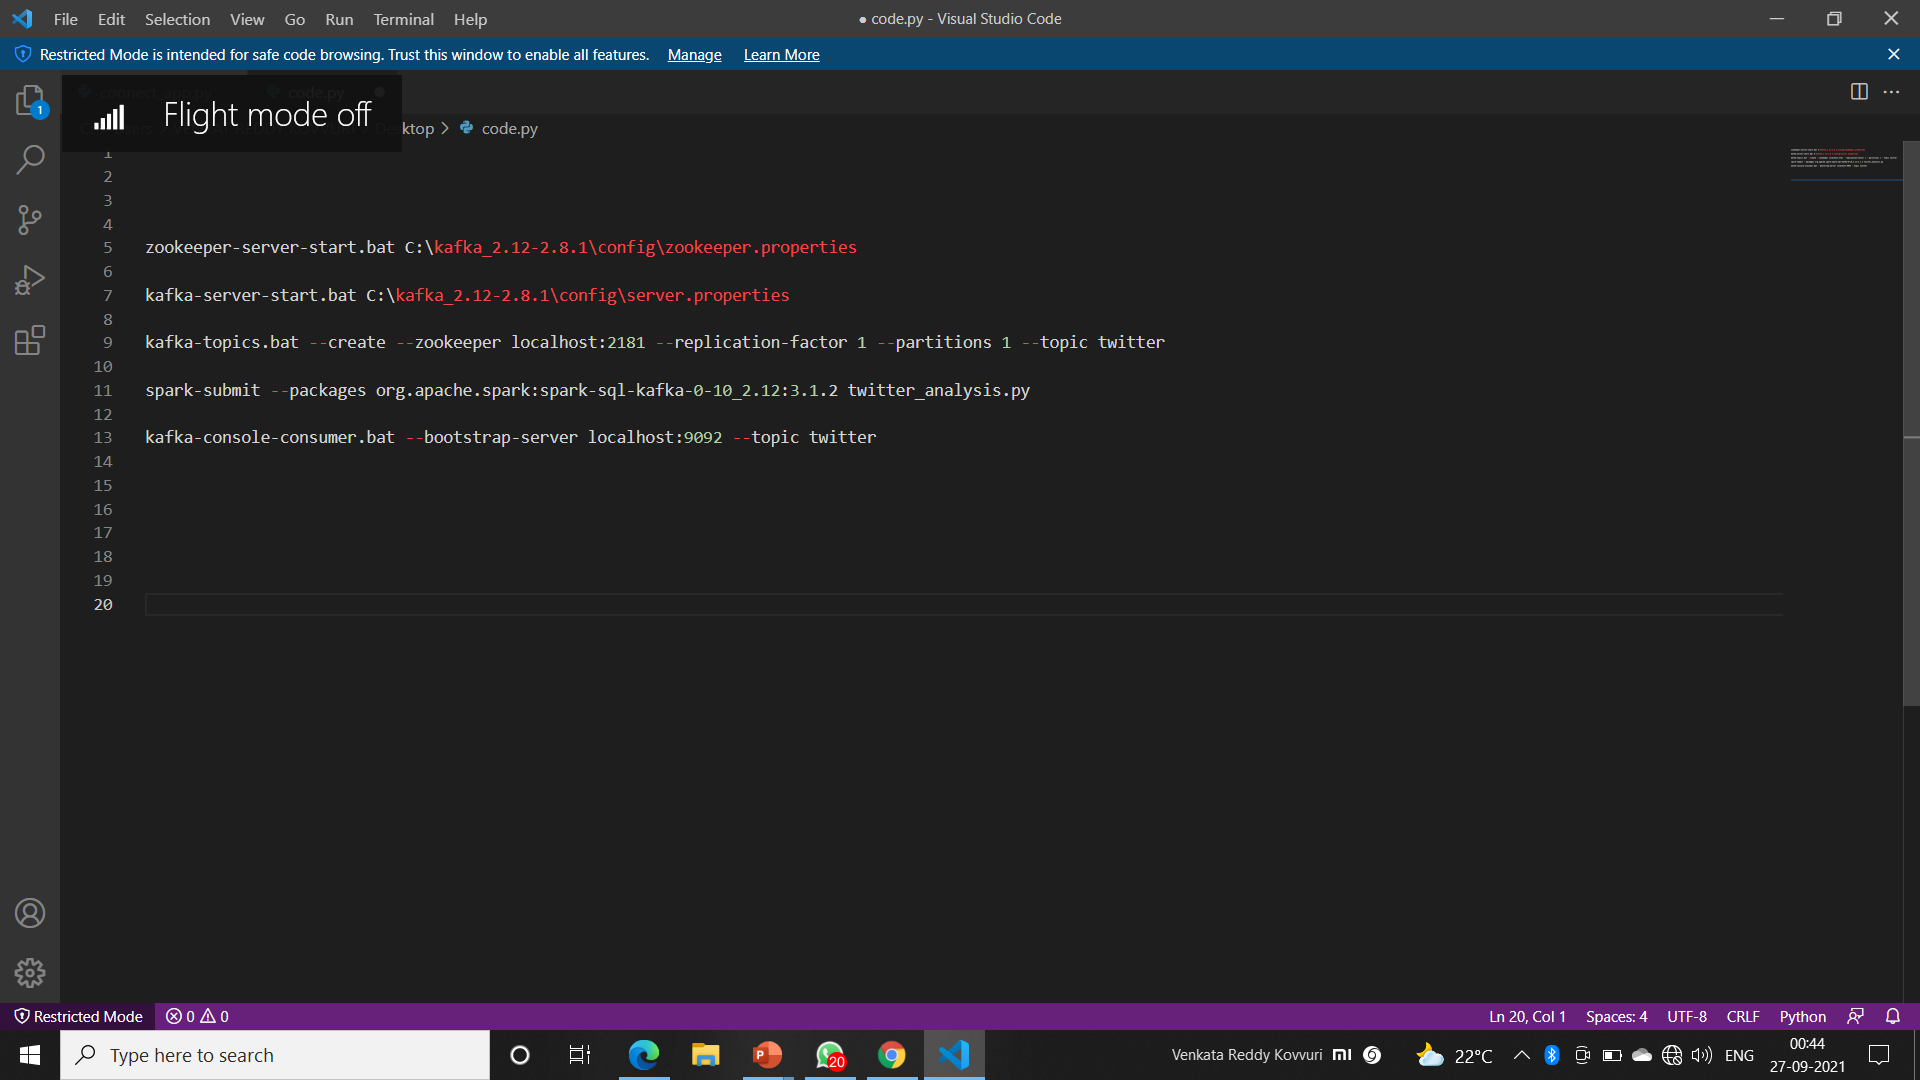 File Edit Selection View Go Run Terminal Help
● code.py - Visual Studio Code
Restricted Mode is intended for safe code browsing. Trust this window to enable all features. Manage Learn More
code.py
Flight mode off
ktop > code.py
1
2
3
4
5 zookeeper-server-start.bat C:\kafka_2.12-2.8.1\config\zookeeper.properties
6
7 kafka-server-start.bat C:\kafka_2.12-2.8.1\config\server.properties
8
9 kafka-topics.bat --create --zookeeper localhost:2181 --replication-factor 1 --partitions 1 --topic twitter
10
11 spark-submit --packages org.apache.spark:spark-sql-kafka-0-10_2.12:3.1.2 twitter_analysis.py
12
13 kafka-console-consumer.bat --bootstrap-server localhost:9092 --topic twitter
14
15
16
17
18
19
20
Restricted Mode 0 0 Ln 20, Col 1 Spaces: 4 UTF-8 CRLF Python
Type here to search
20
Venkata Reddy Kovvuri mi 22°C ENG
00:44
27-09-2021